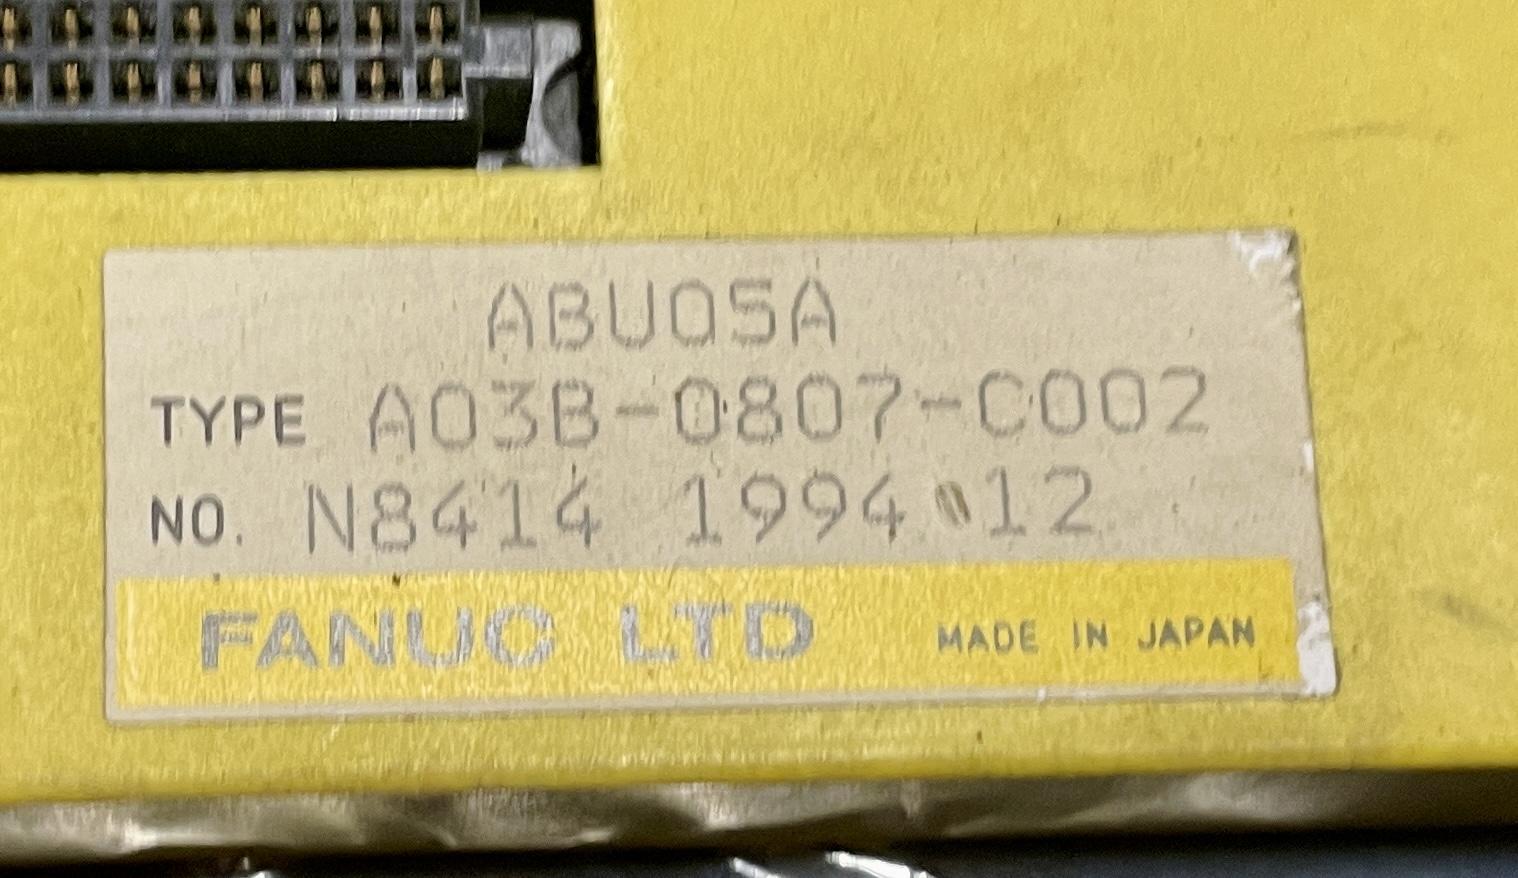 ABU05A
TYPE A03B-0807-C002
NO. N8414 1994.12
FANUC LTD MADE IN JAPAN